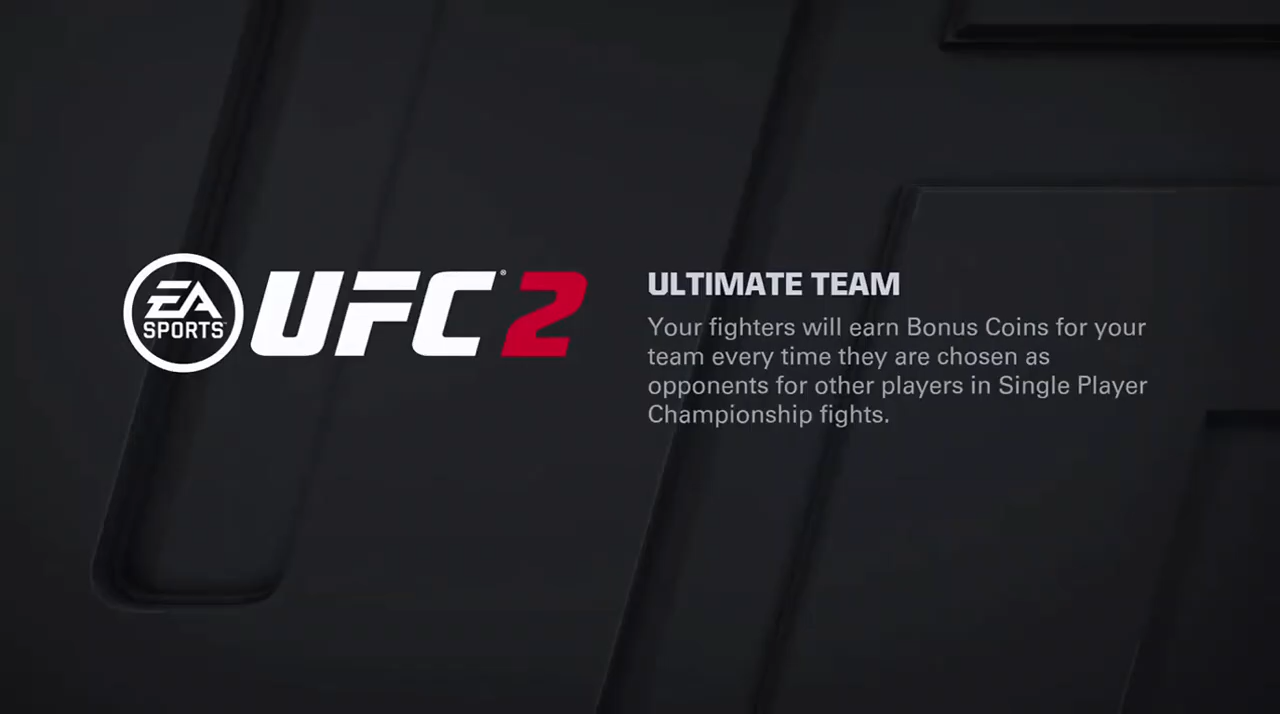 EA
SPORTS™
UFC® 2
ULTIMATE TEAM
Your fighters will earn Bonus Coins for your
team every time they are chosen as
opponents for other players in Single Player
Championship fights.